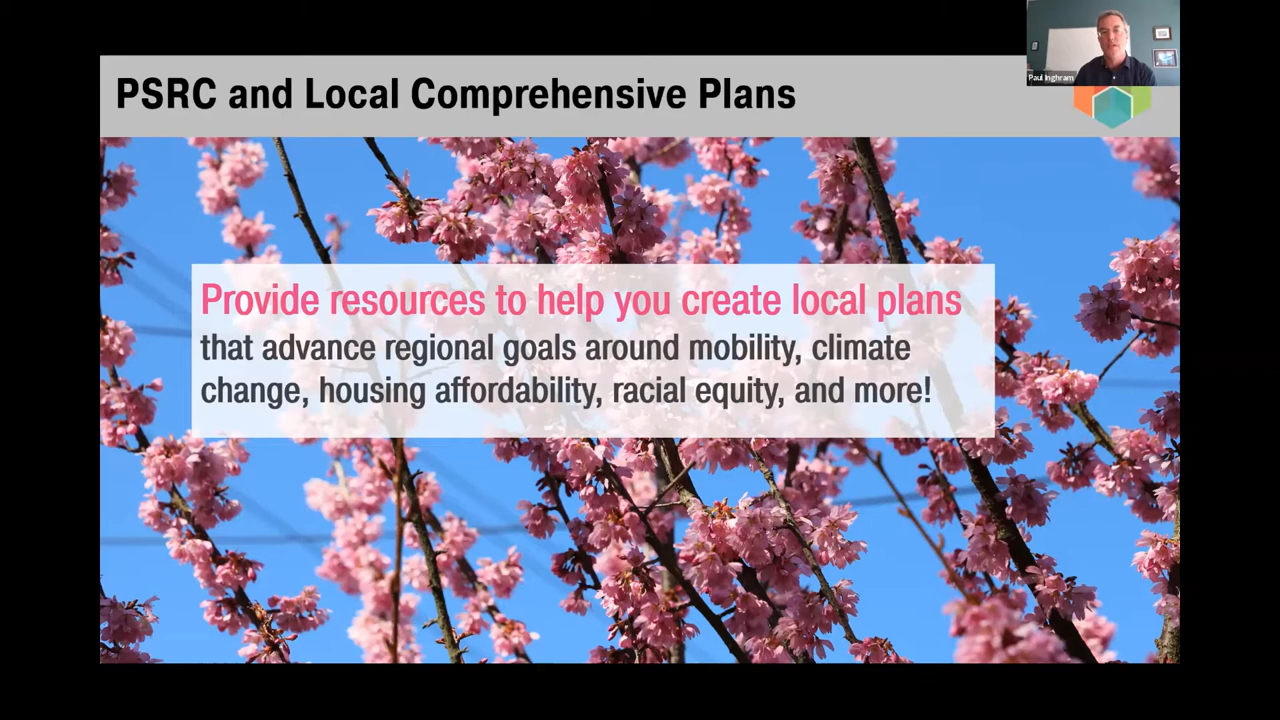 PSRC and Local Comprehensive Plans
Paul Inghram
Provide resources to help you create local plans
that advance regional goals around mobility, climate
change, housing affordability, racial equity, and more!